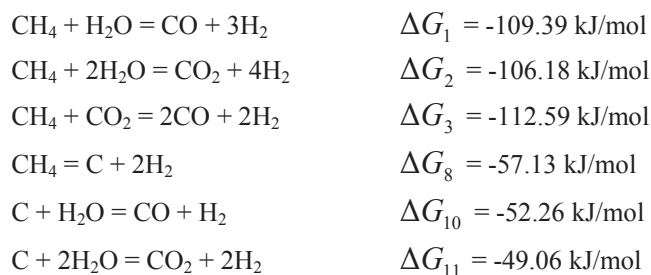 CH₄ + H₂O = CO + 3H₂ ΔG₁ = -109.39 kJ/mol
CH₄ + 2H₂O = CO₂ + 4H₂ ΔG₂ = -106.18 kJ/mol
CH₄ + CO₂ = 2CO + 2H₂ ΔG₃ = -112.59 kJ/mol
CH₄ = C + 2H₂ ΔG₈ = -57.13 kJ/mol
C + H₂O = CO + H₂ ΔG₁₀ = -52.26 kJ/mol
C + 2H₂O = CO₂ + 2H₂ ΔG₁₁ = -49.06 kJ/mol